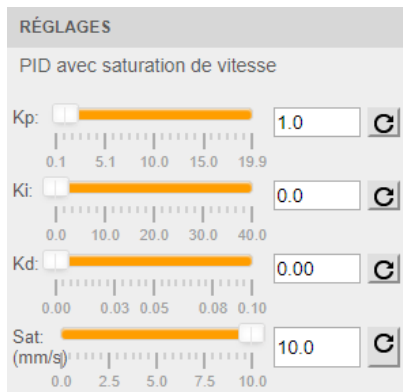 RÉGLAGES
PID avec saturation de vitesse
Kp: 1.0
0.1 5.1 10.0 15.0 19.9
Ki: 0.0
0.0 10.0 20.0 30.0 40.0
Kd: 0.00
0.00 0.03 0.05 0.08 0.10
Sat:
(mm/s) 10.0
0.0 2.5 5.0 7.5 10.0